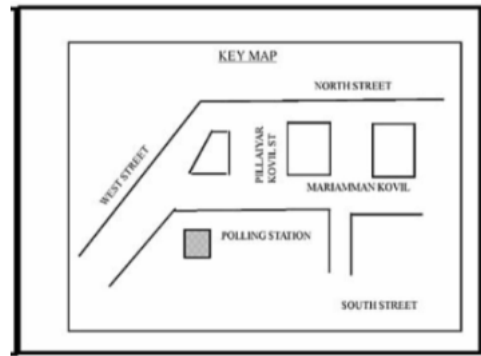 KEY MAP
NORTH STREET
WEST STREET
PILLAIYAR
KOVIL ST
MARIAMMAN KOVIL
POLLING STATION
SOUTH STREET